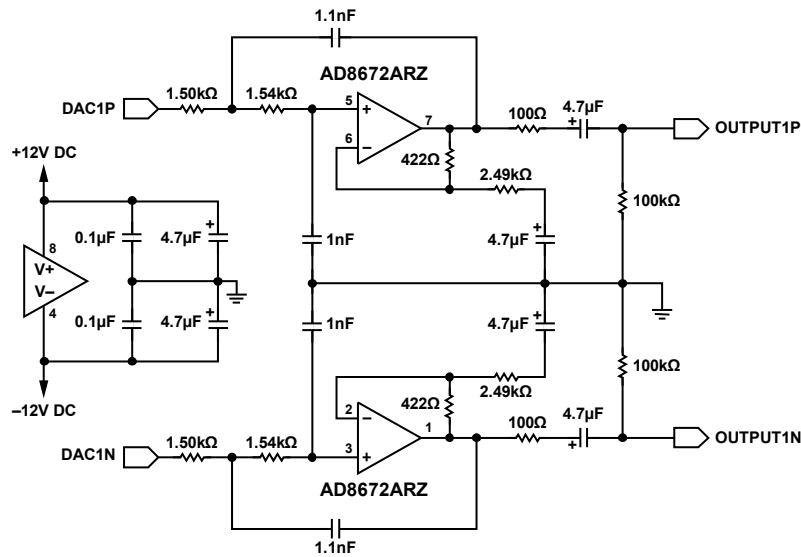 1.1nF
AD8672ARZ
1.50kΩ
1.54kΩ
DAC1P
5
+
7
6
–
422Ω
100Ω
4.7µF
+
OUTPUT1P
2.49kΩ
100kΩ
+12V DC
0.1µF
4.7µF
+
8
V+
V–
4
0.1µF
4.7µF
+
–12V DC
1nF
4.7µF
+
1nF
4.7µF
+
2.49kΩ
100kΩ
422Ω
2
–
3
+
1
100Ω
4.7µF
+
OUTPUT1N
DAC1N
1.50kΩ
1.54kΩ
AD8672ARZ
1.1nF